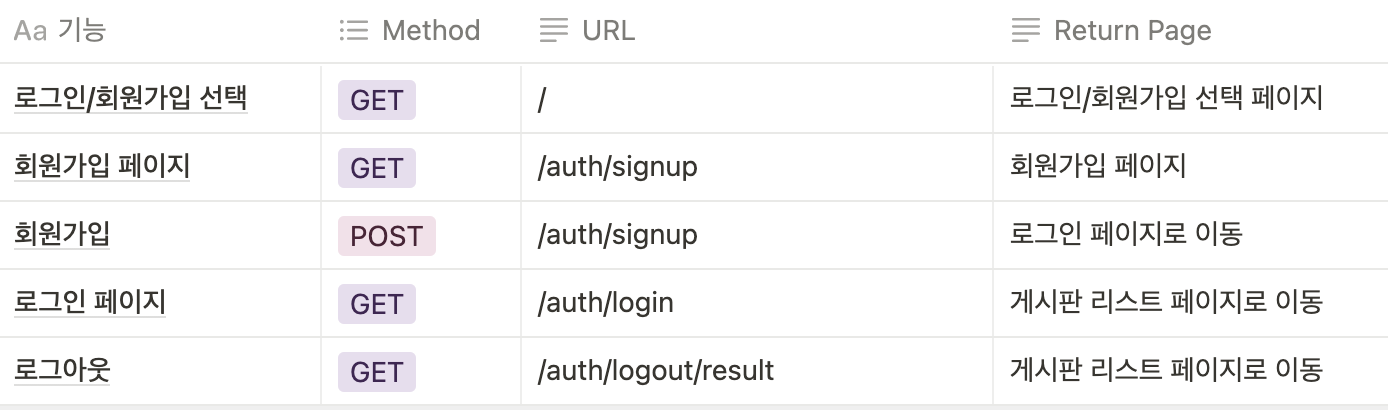 Aa 기능 Method URL Return Page
로그인/회원가입 선택 GET / 로그인/회원가입 선택 페이지
회원가입 페이지 GET /auth/signup 회원가입 페이지
회원가입 POST /auth/signup 로그인 페이지로 이동
로그인 페이지 GET /auth/login 게시판 리스트 페이지로 이동
로그아웃 GET /auth/logout/result 게시판 리스트 페이지로 이동